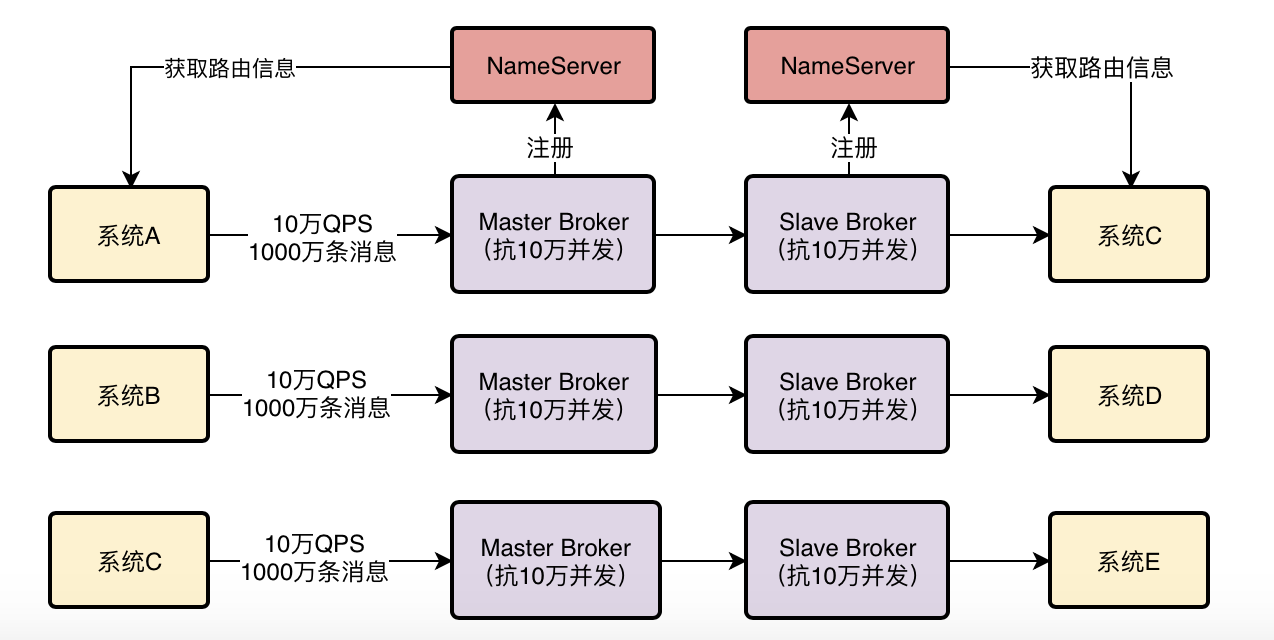 NameServer
NameServer
获取路由信息
获取路由信息
注册
注册
系统A
10万QPS
1000万条消息
Master Broker
（抗10万并发）
Slave Broker
（抗10万并发）
系统C
系统B
10万QPS
1000万条消息
Master Broker
（抗10万并发）
Slave Broker
（抗10万并发）
系统D
系统C
10万QPS
1000万条消息
Master Broker
（抗10万并发）
Slave Broker
（抗10万并发）
系统E